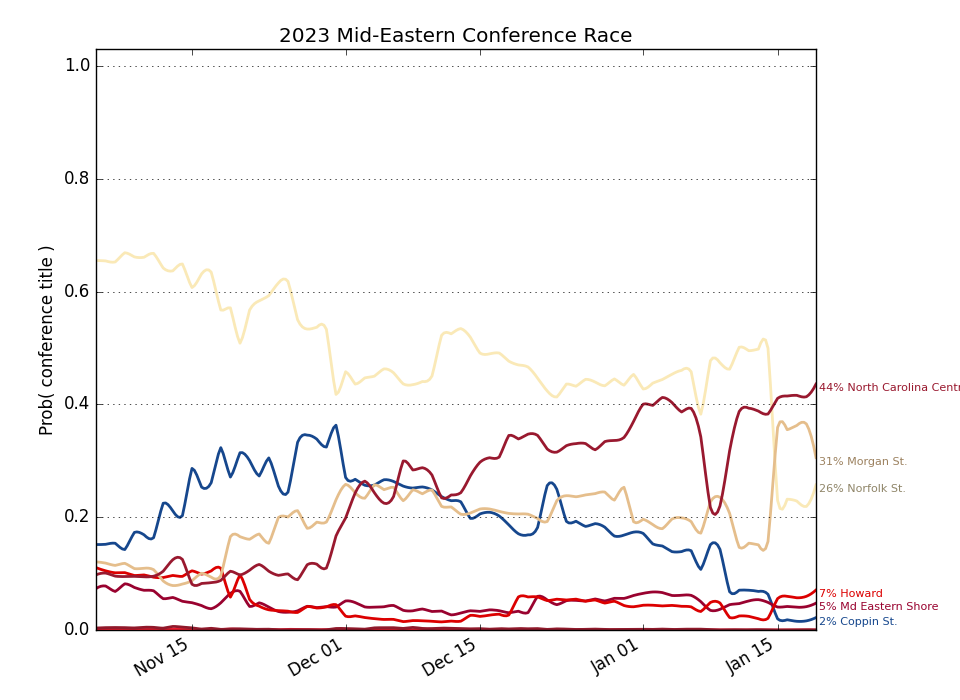 2023 Mid-Eastern Conference Race
Prob( conference title )
1.0
0.8
0.6
0.4
0.2
0.0
Nov 15
Dec 01
Dec 15
Jan 01
Jan 15
44% North Carolina Centr
31% Morgan St.
26% Norfolk St.
7% Howard
5% Md Eastern Shore
2% Coppin St.